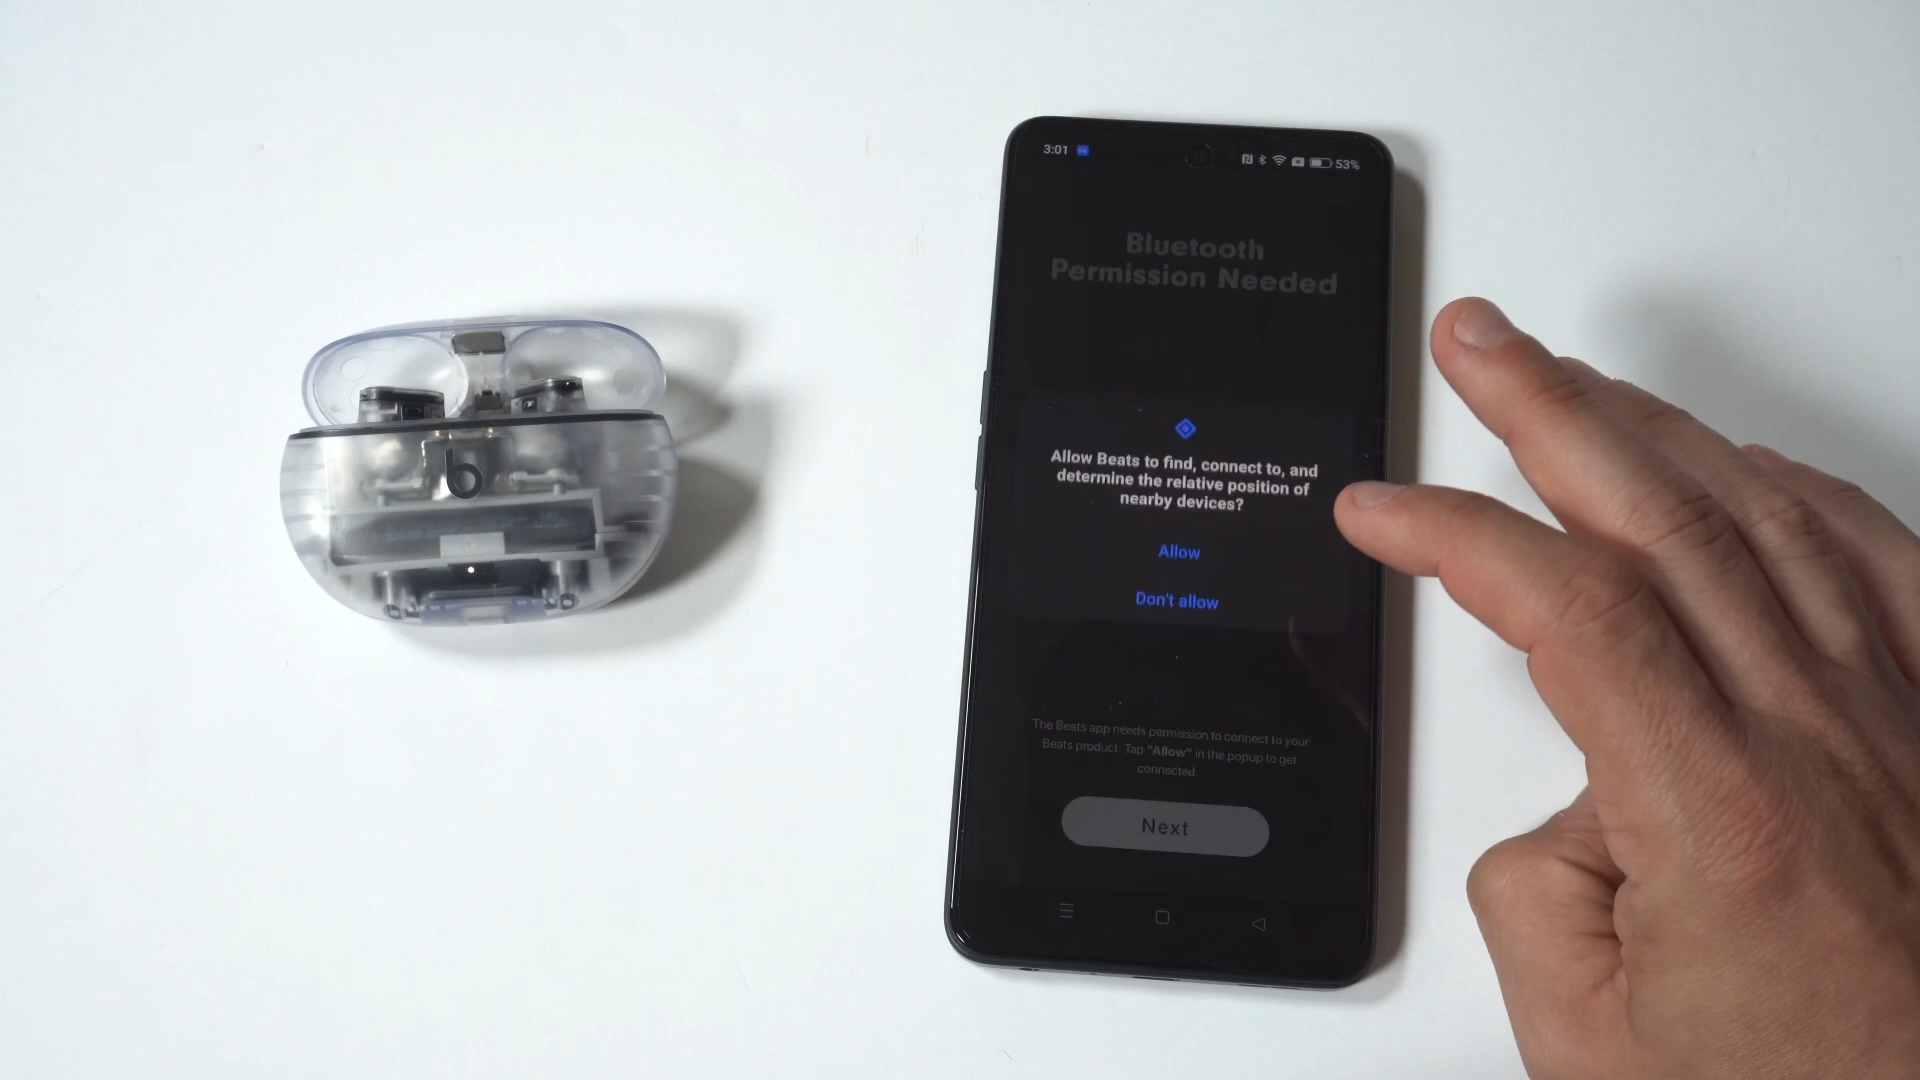 3:01
53%
Bluetooth
Permission Needed
Allow Beats to find, connect to, and
determine the relative position of
nearby devices?
Allow
Don't allow
The Beats app needs permission to connect to your
Beats product. Tap "Allow" in the popup to get
connected.
Next
b